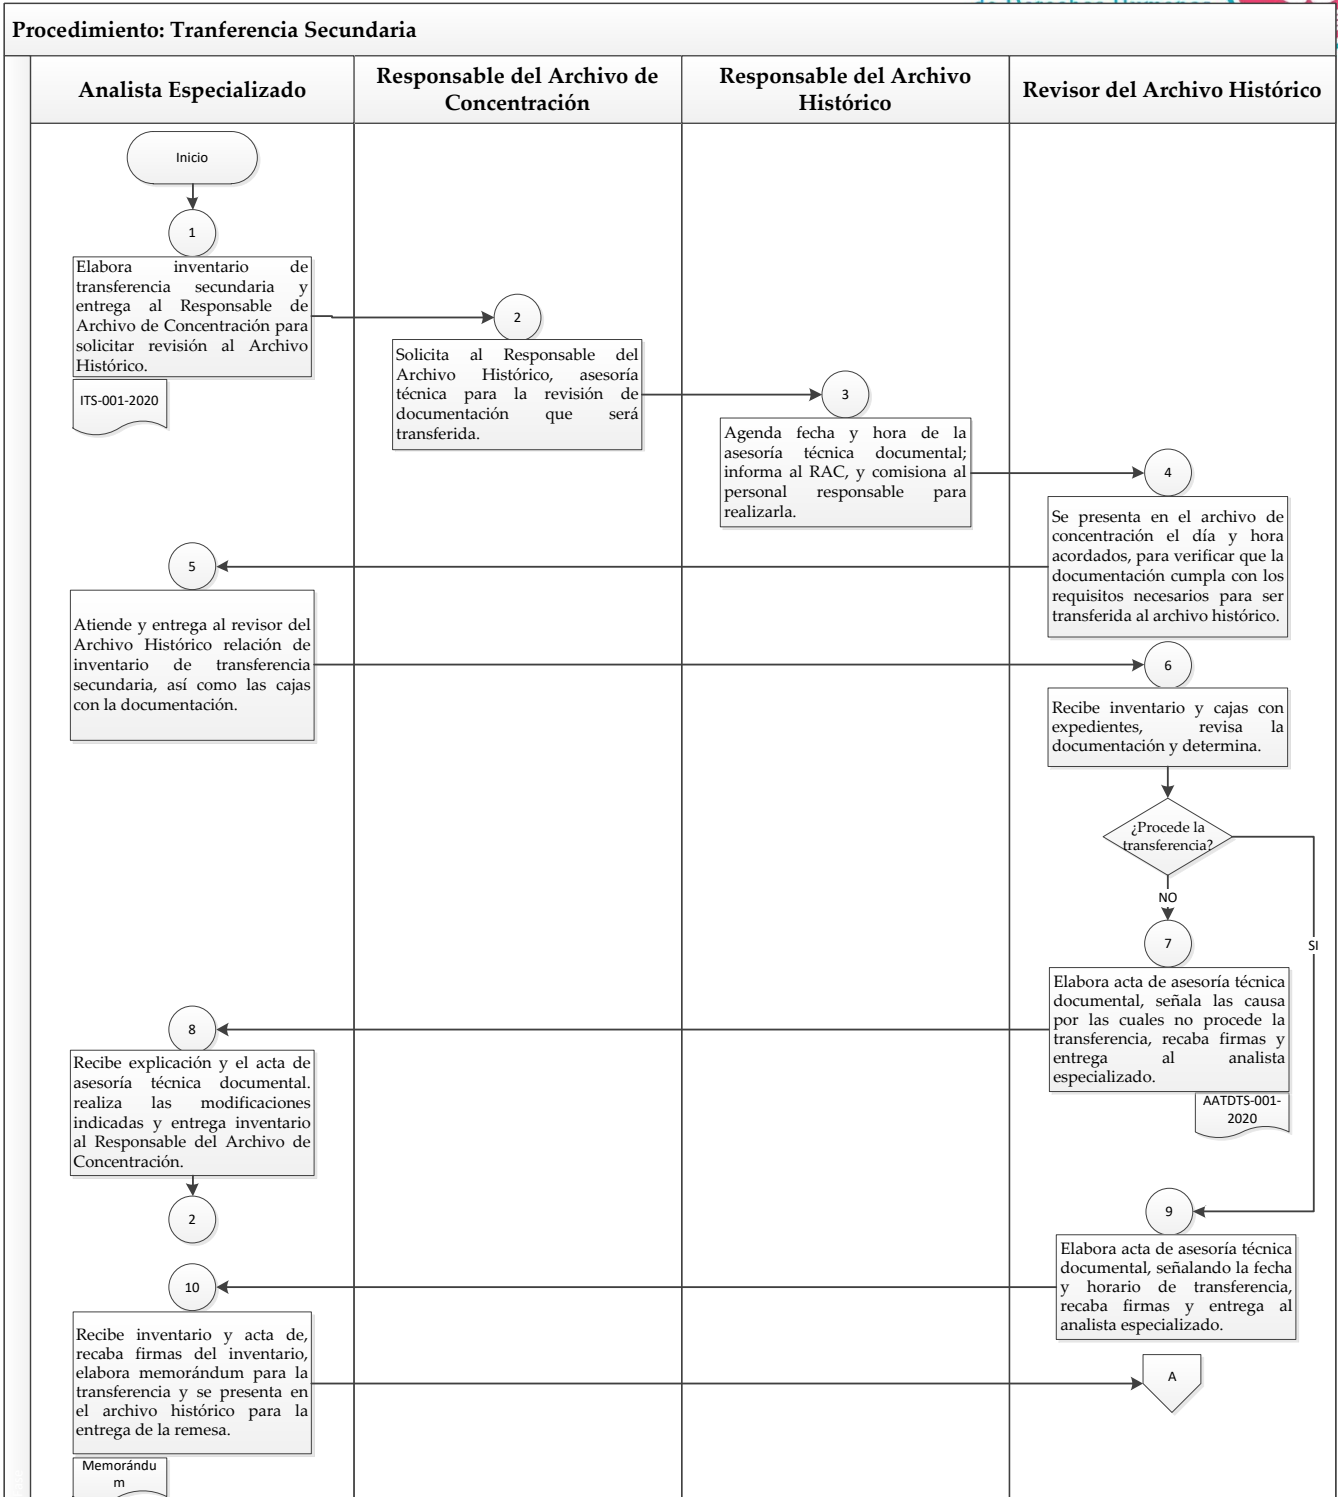 de Derechos Humanos
Procedimiento: Tranferencia Secundaria
Analista Especializado
Responsable del Archivo de
Concentración
Responsable del Archivo
Histórico
Revisor del Archivo Histórico
Inicio
1
Elabora inventario de
transferencia secundaria y
entrega al Responsable de
Archivo de Concentración para
solicitar revisión al Archivo
Histórico.
ITS-001-2020
2
Solicita al Responsable del
Archivo Histórico, asesoría
técnica para la revisión de
documentación que será
transferida.
3
Agenda fecha y hora de la
asesoría técnica documental;
informa al RAC, y comisiona al
personal responsable para
realizarla.
4
Se presenta en el archivo de
concentración el día y hora
acordados, para verificar que la
documentación cumpla con los
requisitos necesarios para ser
transferida al archivo histórico.
5
Atiende y entrega al revisor del
Archivo Histórico relación de
inventario de transferencia
secundaria, así como las cajas
con la documentación.
6
Recibe inventario y cajas con
expedientes, revisa la
documentación y determina.
¿Procede la
transferencia?
NO
SI
7
Elabora acta de asesoría técnica
documental, señala las causa
por las cuales no procede la
transferencia, recaba firmas y
entrega al analista
especializado.
AATDTS-001-
2020
8
Recibe explicación y el acta de
asesoría técnica documental.
realiza las modificaciones
indicadas y entrega inventario
al Responsable del Archivo de
Concentración.
2
9
Elabora acta de asesoría técnica
documental, señalando la fecha
y horario de transferencia,
recaba firmas y entrega al
analista especializado.
10
Recibe inventario y acta de,
recaba firmas del inventario,
elabora memorándum para la
transferencia y se presenta en
el archivo histórico para la
entrega de la remesa.
Memorándu
m
A